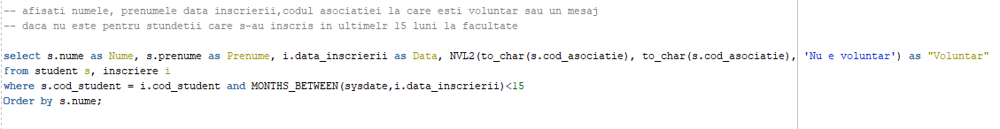 -- afisati numele, prenumele data inscrierii,codul asociatiei la care esti voluntar sau un mesaj
-- daca nu este pentru stundetii care s-au inscris in ultimelr 15 luni la facultate
select s.nume as Nume, s.prenume as Prenume, i.data_inscrierii as Data, NVL2(to_char(s.cod_asociatie), to_char(s.cod_asociatie), 'Nu e voluntar') as "Voluntar"
from student s, inscriere i
where s.cod_student = i.cod_student and MONTHS_BETWEEN(sysdate,i.data_inscrierii)<15
Order by s.nume;